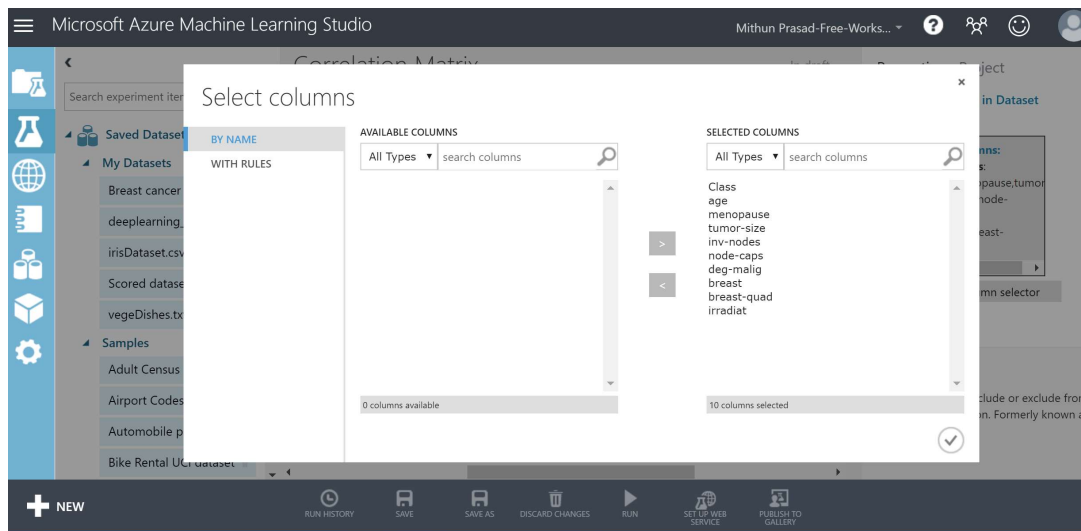 Microsoft Azure Machine Learning Studio
Mithun Prasad-Free-Works...
?
Correlation Matrix
In draft
Project
Search experiment iter
in Dataset
Saved Dataset
My Datasets
Breast cancer
deeplearning_
irisDataset.csv
Scored datase
vegeDishes.tx
Samples
Adult Census
Airport Codes
Automobile p
Bike Rental UCI dataset
Select columns
×
BY NAME
WITH RULES
AVAILABLE COLUMNS
All Types
search columns
0 columns available
>
<
SELECTED COLUMNS
All Types
search columns
Class
age
menopause
tumor-size
inv-nodes
node-caps
deg-malig
breast
breast-quad
irradiat
10 columns selected
mns:
s:
opause,tumor
node-
east-
mn selector
clude or exclude fro
on. Formerly known a
NEW
RUN HISTORY
SAVE
SAVE AS
DISCARD CHANGES
RUN
SET UP WEB
SERVICE
PUBLISH TO
GALLERY